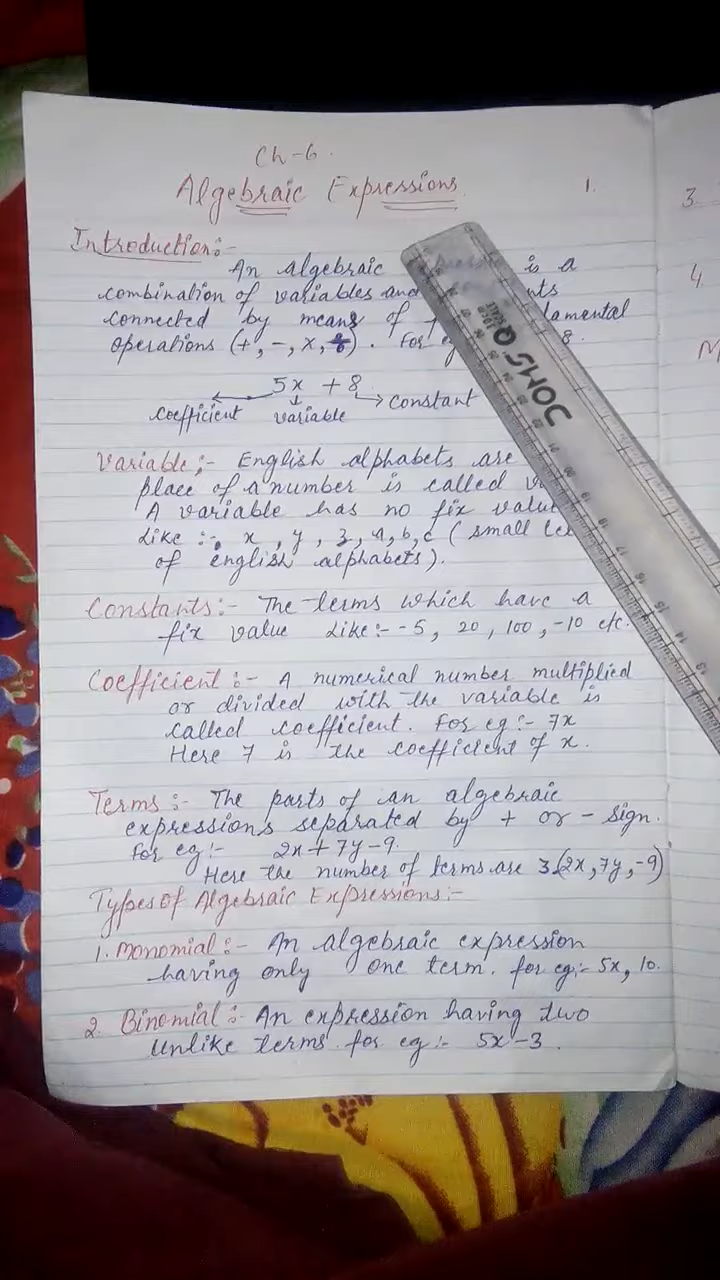 Ch-6.
Algebraic Expressions
1.
Introduction:-
An algebraic is a
combination of variables and
connected by means of
operations (+, -, x, ÷). For
5x + 8
coefficient variable constant
Variable:- English alphabets are
place of a number is called
A variable has no fix
Like :- x, y, z, a, b, c (small
of english alphabets).
Constants:- The terms which have a
fix value Like:- -5, 20, 100, -10 etc.
Coefficient:- A numerical number multiplied
or divided with the variable is
called coefficient. For eg:- 7x
Here 7 is the coefficient of x.
Terms:- The parts of an algebraic
expressions separated by + or - sign.
For eg:- 2x+7y-9.
Here the number of terms are 3.(2x, 7y, -9)
Types of Algebraic Expressions:-
1. Monomial:- An algebraic expression
having only one term. for eg:- 5x, 10.
2. Binomial:- An expression having two
unlike terms. for eg:- 5x-3.
3.
4.
M
JOMSO